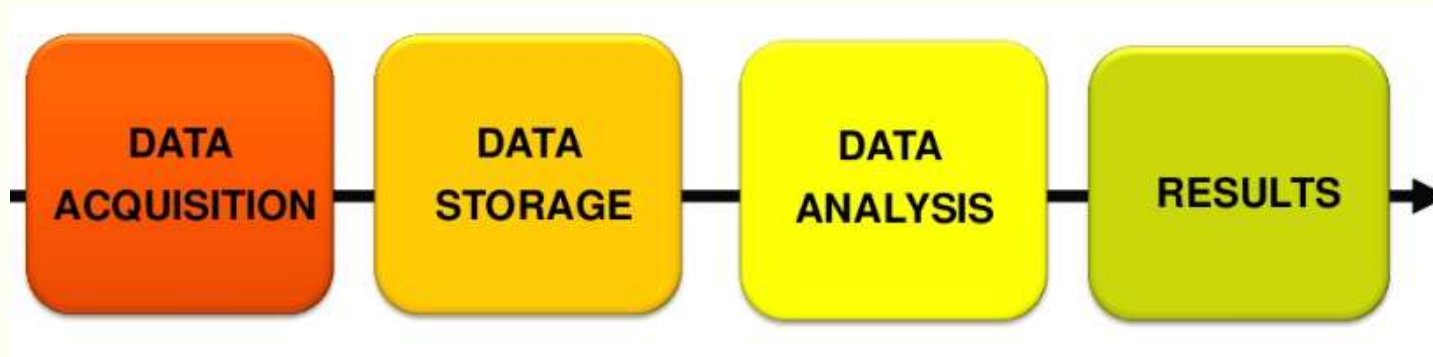 DATA
ACQUISITION
DATA
STORAGE
DATA
ANALYSIS
RESULTS